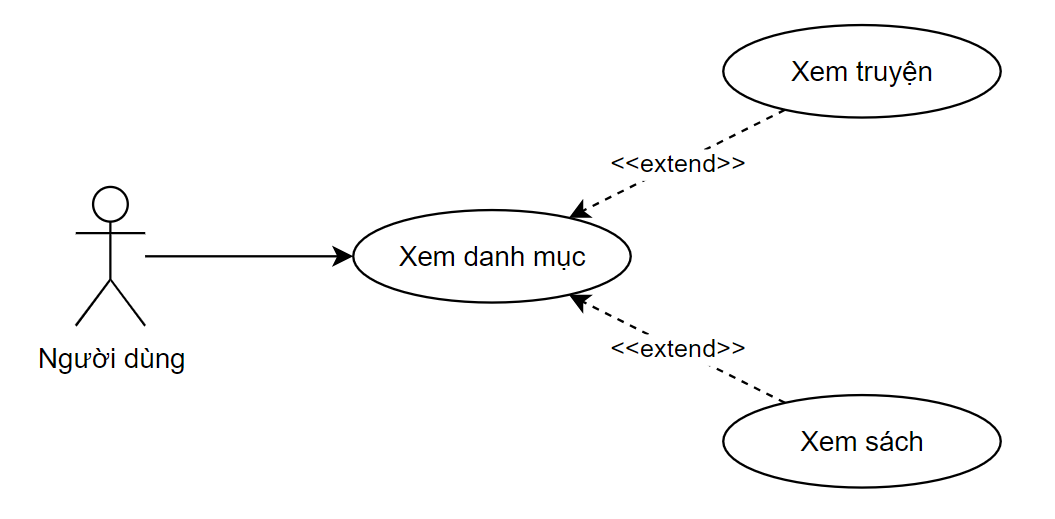 Xem truyện
<<extend>>
Xem danh mục
Người dùng
<<extend>>
Xem sách